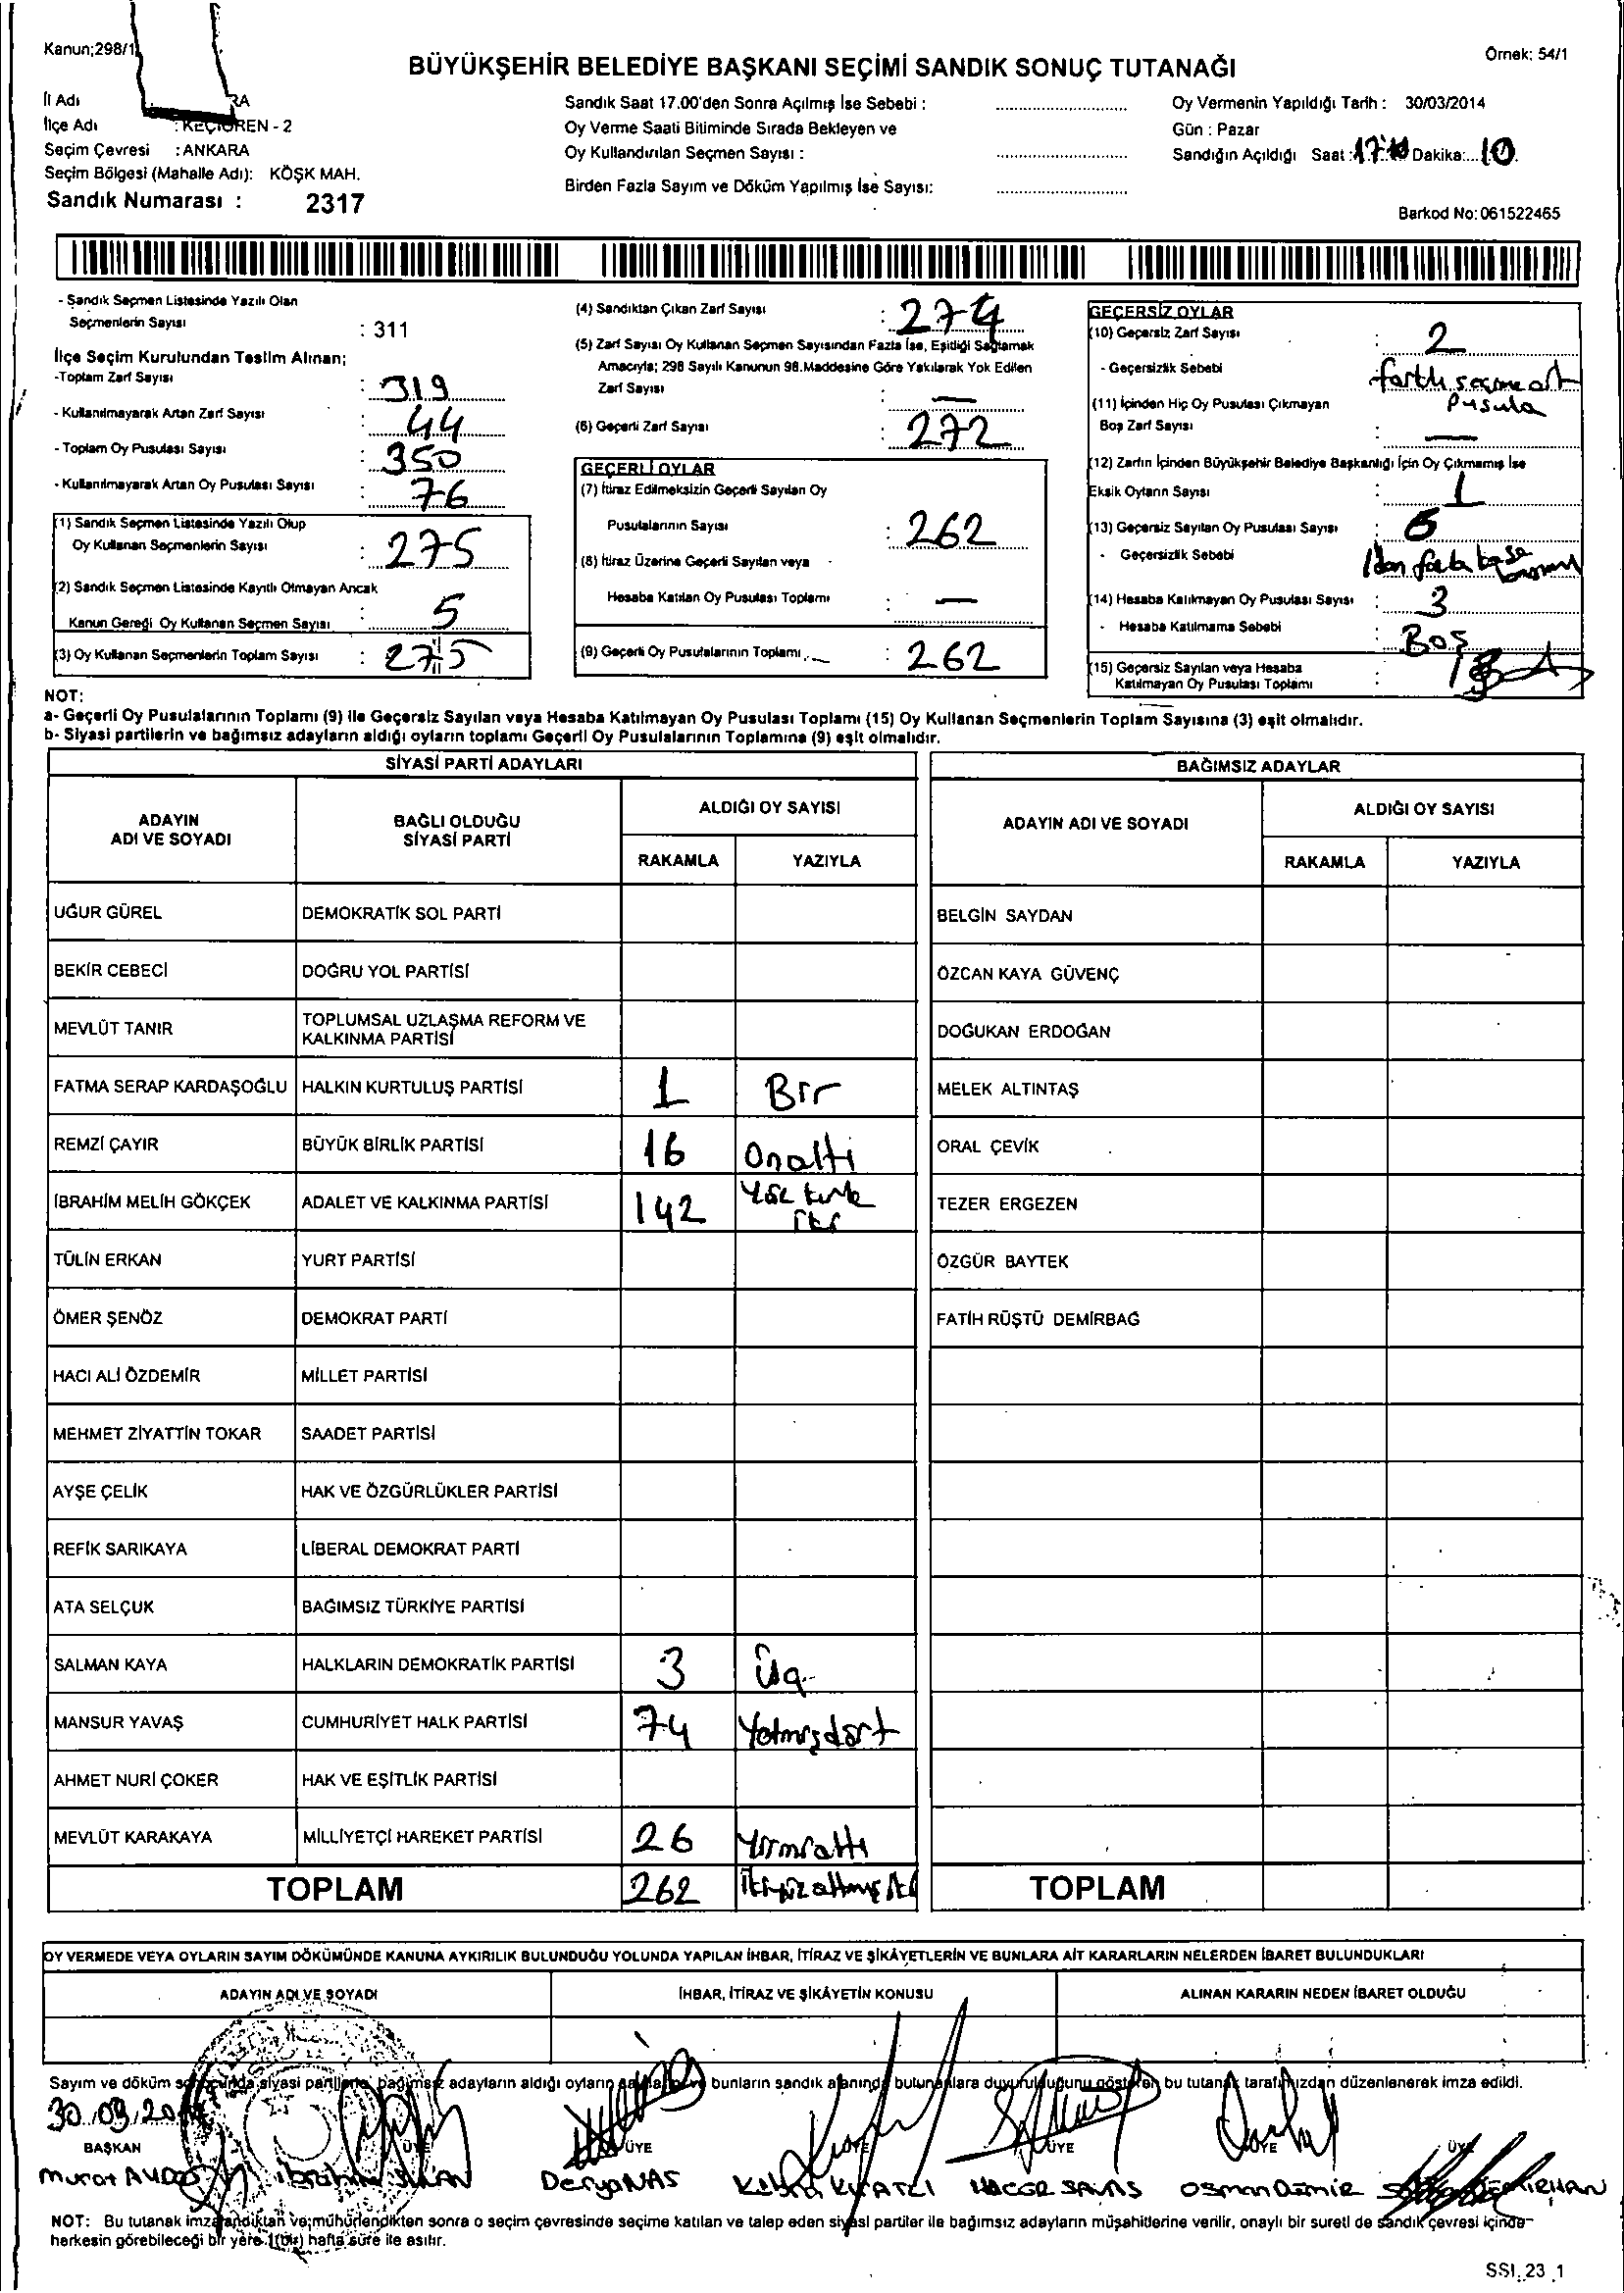 Kanun;298/1
Örnek: 54/1
BÜYÜKŞEHİR BELEDİYE BAŞKANI SEÇİMİ SANDIK SONUÇ TUTANAĞI
İl Adı RA
İlçe Adı : KEÇİÖREN - 2
Seçim Çevresi : ANKARA
Seçim Bölgesi (Mahalle Adı): KÖŞK MAH.
Sandık Numarası : 2317
Sandık Saat 17.00'den Sonra Açılmış İse Sebebi :
Oy Verme Saati Bitiminde Sırada Bekleyen ve
Oy Kullandırılan Seçmen Sayısı :
Birden Fazla Sayım ve Döküm Yapılmış İse Sayısı:
Oy Vermenin Yapıldığı Tarih : 30/03/2014
Gün : Pazar
Sandığın Açıldığı Saat : 17 Dakika:...10
Barkod No: 061522465
- Sandık Seçmen Listesinde Yazılı Olan
Seçmenlerin Sayısı : 311
İlçe Seçim Kurulundan Teslim Alınan;
-Toplam Zarf Sayısı : 319
- Kullanılmayarak Artan Zarf Sayısı : 44
- Toplam Oy Pusulası Sayısı : 350
- Kullanılmayarak Artan Oy Pusulası Sayısı : 76
(1) Sandık Seçmen Listesinde Yazılı Olup
Oy Kullanan Seçmenlerin Sayısı : 275
(2) Sandık Seçmen Listesinde Kayıtlı Olmayan Ancak
Kanun Gereği Oy Kullanan Seçmen Sayısı : 5
(3) Oy Kullanan Seçmenlerin Toplam Sayısı : 275
(4) Sandıktan Çıkan Zarf Sayısı : 274
(5) Zarf Sayısı Oy Kullanan Seçmen Sayısından Fazla İse, Eşitliği Sağlamak
Amacıyla; 298 Sayılı Kanunun 98.Maddesine Göre Yakılarak Yok Edilen
Zarf Sayısı : —
(6) Geçerli Zarf Sayısı : 272
GEÇERLİ OYLAR
(7) İtiraz Edilmeksizin Geçerli Sayılan Oy
Pusulalarının Sayısı : 262
(8) İtiraz Üzerine Geçerli Sayılan veya
Hesaba Katılan Oy Pusulası Toplamı : —
(9) Geçerli Oy Pusulalarının Toplamı : 262
GEÇERSİZ OYLAR
(10) Geçersiz Zarf Sayısı : 2
- Geçersizlik Sebebi : farklı seçme ait
pusula
(11) İçinden Hiç Oy Pusulası Çıkmayan
Boş Zarf Sayısı : —
(12) Zarfın İçinden Büyükşehir Belediye Başkanlığı İçin Oy Çıkmamış İse
Eksik Oyların Sayısı : 1
(13) Geçersiz Sayılan Oy Pusulası Sayısı : 6
- Geçersizlik Sebebi 1den fazla
(14) Hesaba Katılmayan Oy Pusulası Sayısı : 3
- Hesaba Katılmama Sebebi : Boş
(15) Geçersiz Sayılan veya Hesaba
Katılmayan Oy Pusulası Toplamı :
NOT:
a- Geçerli Oy Pusulalarının Toplamı (9) ile Geçersiz Sayılan veya Hesaba Katılmayan Oy Pusulası Toplamı (15) Oy Kullanan Seçmenlerin Toplam Sayısına (3) eşit olmalıdır.
b- Siyasi partilerin ve bağımsız adayların aldığı oyların toplamı Geçerli Oy Pusulalarının Toplamına (9) eşit olmalıdır.
SİYASİ PARTİ ADAYLARI
ADAYIN ADI VE SOYADI BAĞLI OLDUĞU SİYASİ PARTİ ALDIĞI OY SAYISI
RAKAMLA YAZIYLA
UĞUR GÜREL DEMOKRATİK SOL PARTİ
BEKİR CEBECİ DOĞRU YOL PARTİSİ
MEVLÜT TANIR TOPLUMSAL UZLAŞMA REFORM VE KALKINMA PARTİSİ
FATMA SERAP KARDAŞOĞLU HALKIN KURTULUŞ PARTİSİ 1 Bir
REMZİ ÇAYIR BÜYÜK BİRLİK PARTİSİ 16 Onaltı
İBRAHİM MELİH GÖKÇEK ADALET VE KALKINMA PARTİSİ 142 Yüz kırk iki
TÜLİN ERKAN YURT PARTİSİ
ÖMER ŞENÖZ DEMOKRAT PARTİ
HACI ALİ ÖZDEMİR MİLLET PARTİSİ
MEHMET ZİYATTİN TOKAR SAADET PARTİSİ
AYŞE ÇELİK HAK VE ÖZGÜRLÜKLER PARTİSİ
REFİK SARIKAYA LİBERAL DEMOKRAT PARTİ
ATA SELÇUK BAĞIMSIZ TÜRKİYE PARTİSİ
SALMAN KAYA HALKLARIN DEMOKRATİK PARTİSİ 3 Üç
MANSUR YAVAŞ CUMHURİYET HALK PARTİSİ 74 Yetmişdört
AHMET NURİ ÇOKER HAK VE EŞİTLİK PARTİSİ
MEVLÜT KARAKAYA MİLLİYETÇİ HAREKET PARTİSİ 26 Yirmialtı
TOPLAM 262 İkiyüzaltmış iki
BAĞIMSIZ ADAYLAR
ADAYIN ADI VE SOYADI ALDIĞI OY SAYISI
RAKAMLA YAZIYLA
BELGİN SAYDAN
ÖZCAN KAYA GÜVENÇ
DOĞUKAN ERDOĞAN
MELEK ALTINTAŞ
ORAL ÇEVİK
TEZER ERGEZEN
ÖZGÜR BAYTEK
FATİH RÜŞTÜ DEMİRBAĞ
TOPLAM
OY VERMEDE VEYA OYLARIN SAYIM DÖKÜMÜNDE KANUNA AYKIRILIK BULUNDUĞU YOLUNDA YAPILAN İHBAR, İTİRAZ VE ŞİKÂYETLERİN VE BUNLARA AİT KARARLARIN NELERDEN İBARET BULUNDUKLARI
ADAYIN ADI VE SOYADI İHBAR, İTİRAZ VE ŞİKÂYETİN KONUSU ALINAN KARARIN NEDEN İBARET OLDUĞU
Sayım ve döküm sonucunda siyasi partilerin, bağımsız adayların aldığı oyların bunların sandık alanında bulunanlara duyurulduğunu gösteren bu tutanak tarafımızdan düzenlenerek imza edildi.
30.03.20
BAŞKAN ÜYE ÜYE ÜYE ÜYE ÜYE ÜYE
Murat İbrahim Derya NAS Kübra HACER SAVAS Osman Demir
NOT: Bu tutanak imzalandıktan ve mühürlendikten sonra o seçim çevresinde seçime katılan ve talep eden siyasi partiler ile bağımsız adayların müşahitlerine verilir, onaylı bir sureti de sandık çevresi içinde
herkesin görebileceği bir yere 1(bir) hafta süre ile asılır.
SSI_23_1